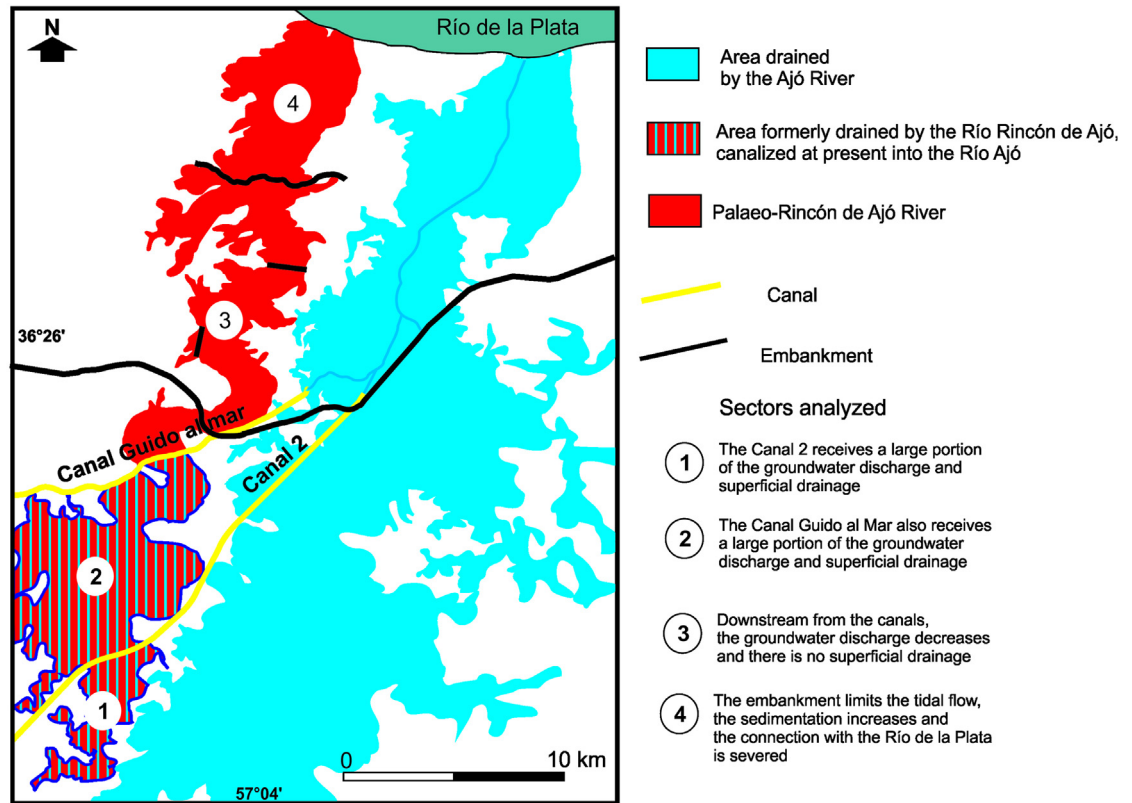 N
Río de la Plata
4
3
36°26'
Canal Guido al mar
Canal 2
2
1
0
10 km
57°04'
Area drained
by the Ajó River
Area formerly drained by the Río Rincón de Ajó,
canalized at present into the Río Ajó
Palaeo-Rincón de Ajó River
Canal
Embankment
Sectors analyzed
1
The Canal 2 receives a large portion
of the groundwater discharge and
superficial drainage
2
The Canal Guido al Mar also receives
a large portion of the groundwater
discharge and superficial drainage
3
Downstream from the canals,
the groundwater discharge decreases
and there is no superficial drainage
4
The embankment limits the tidal flow,
the sedimentation increases and
the connection with the Río de la Plata
is severed